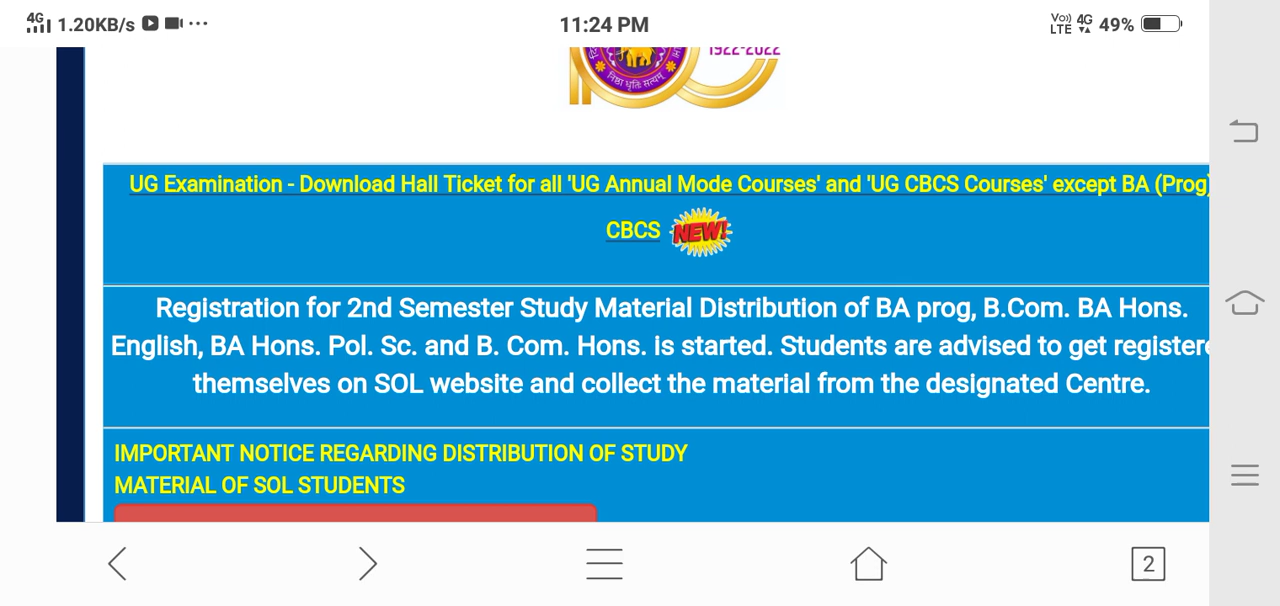 4G 1.20KB/s ... 11:24 PM Vo) LTE 4G 49%
1922-2022
निष्ठा धृतिः सत्यम्
UG Examination - Download Hall Ticket for all 'UG Annual Mode Courses' and 'UG CBCS Courses' except BA (Prog)
CBCS NEW!
Registration for 2nd Semester Study Material Distribution of BA prog, B.Com. BA Hons.
English, BA Hons. Pol. Sc. and B. Com. Hons. is started. Students are advised to get registere
themselves on SOL website and collect the material from the designated Centre.
IMPORTANT NOTICE REGARDING DISTRIBUTION OF STUDY
MATERIAL OF SOL STUDENTS
2